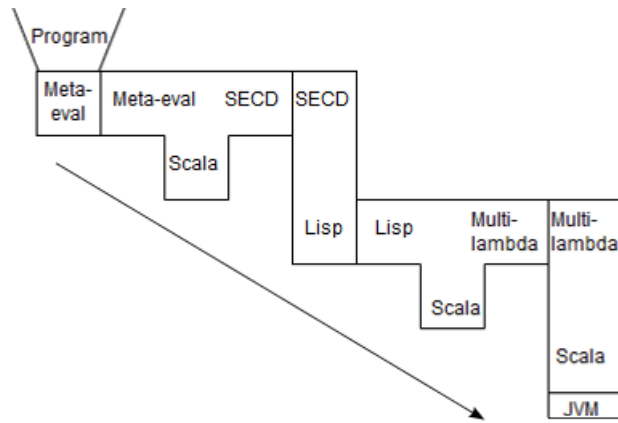 Program
Meta-
eval
Meta-eval
SECD
SECD
Scala
Lisp
Lisp
Multi-
lambda
Multi-
lambda
Scala
Scala
JVM